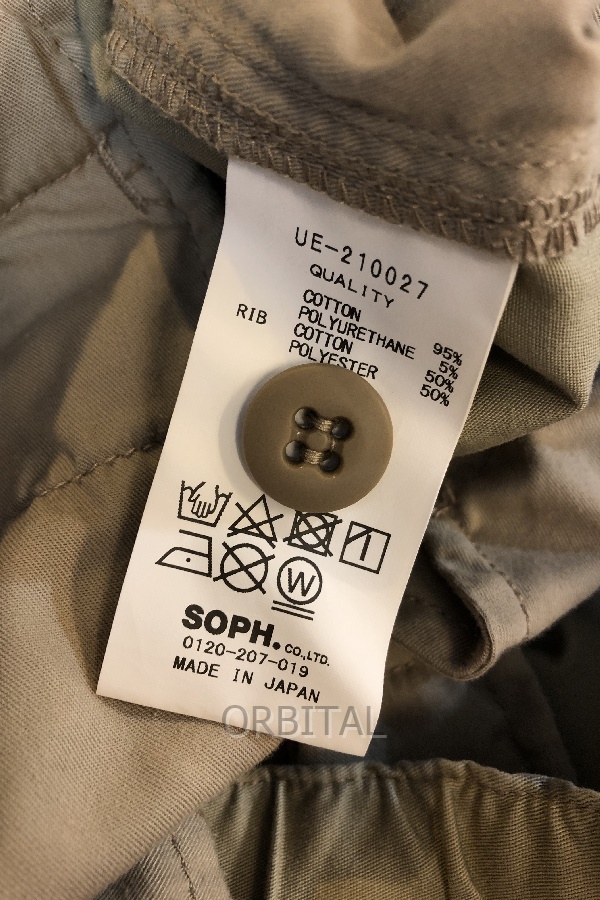 UE-210027
QUALITY
COTTON 95%
POLYURETHANE 5%
RIB COTTON 50%
POLYESTER 50%
W
SOPH. CO.,LTD.
0120-207-019
MADE IN JAPAN
ORBITAL